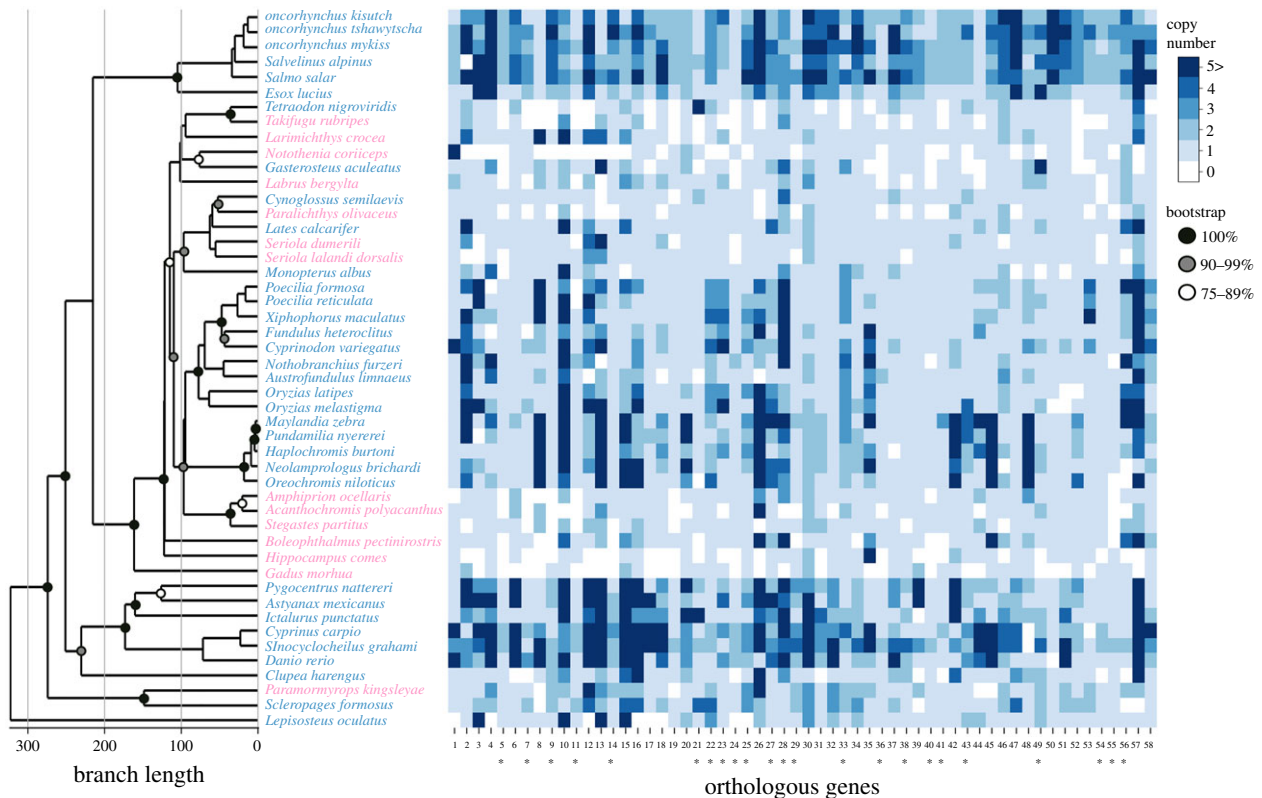 oncorhynchus kisutch
oncorhynchus tshawytscha
oncorhynchus mykiss
Salvelinus alpinus
Salmo salar
Esox lucius
Tetraodon nigroviridis
Takifugu rubripes
Larimichthys crocea
Notothenia coriiceps
Gasterosteus aculeatus
Labrus bergylta
Cynoglossus semilaevis
Paralichthys olivaceus
Lates calcarifer
Seriola dumerili
Seriola lalandi dorsalis
Monopterus albus
Poecilia formosa
Poecilia reticulata
Xiphophorus maculatus
Fundulus heteroclitus
Cyprinodon variegatus
Nothobranchius furzeri
Austrofundulus limnaeus
Oryzias latipes
Oryzias melastigma
Maylandia zebra
Pundamilia nyererei
Haplochromis burtoni
Neolamprologus brichardi
Oreochromis niloticus
Amphiprion ocellaris
Acanthochromis polyacanthus
Stegastes partitus
Boleophthalmus pectinirostris
Hippocampus comes
Gadus morhua
Pygocentrus nattereri
Astyanax mexicanus
Ictalurus punctatus
Cyprinus carpio
SInocyclocheilus grahami
Danio rerio
Clupea harengus
Paramormyrops kingsleyae
Scleropages formosus
Lepisosteus oculatus
300 200 100 0
branch length
1 2 3 4 5 6 7 8 9 10 11 12 13 14 15 16 17 18 19 20 21 22 23 24 25 26 27 28 29 30 31 32 33 34 35 36 37 38 39 40 41 42 43 44 45 46 47 48 49 50 51 52 53 54 55 56 57 58
* * * * * * * * * * * * * * * * * * * *
orthologous genes
copy
number
5>
4
3
2
1
0
bootstrap
100%
90–99%
75–89%